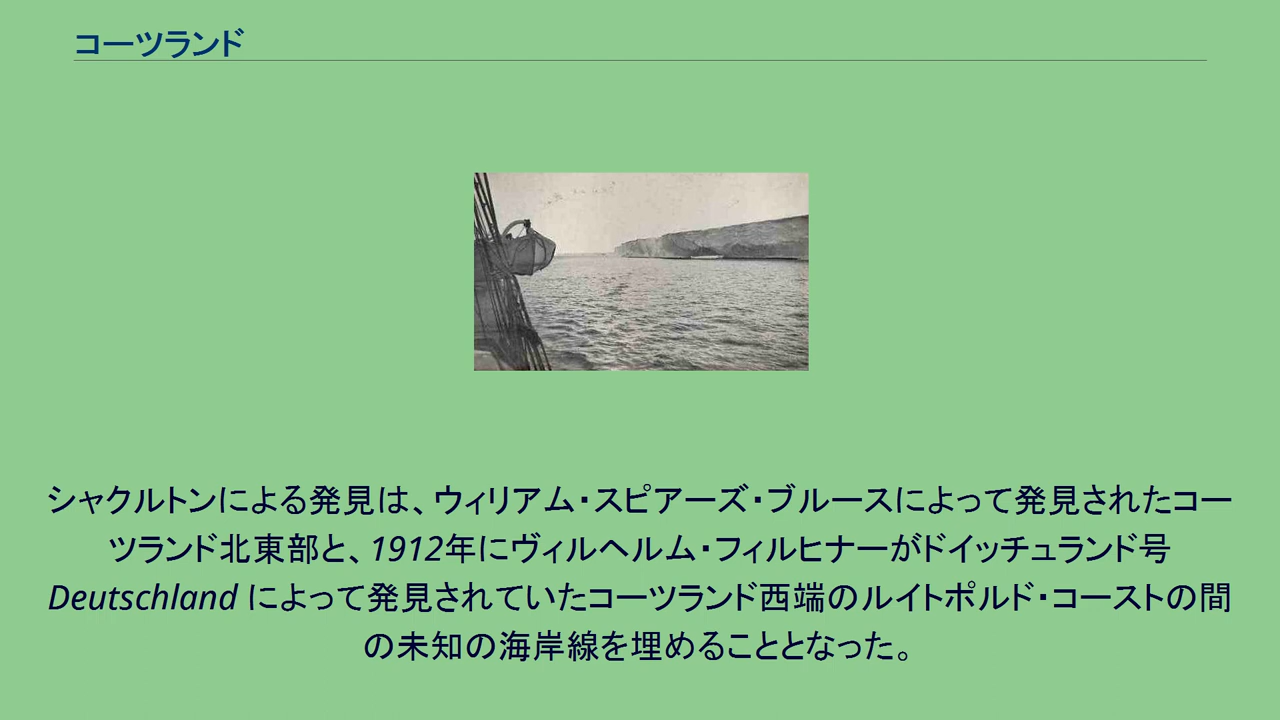 コーツランド
シャクルトンによる発見は、ウィリアム・スピアーズ・ブルースによって発見されたコー
ツランド北東部と、1912年にヴィルヘルム・フィルヒナーがドイッチュランド号
Deutschland によって発見されていたコーツランド西端のルイトポルド・コーストの間
の未知の海岸線を埋めることとなった。